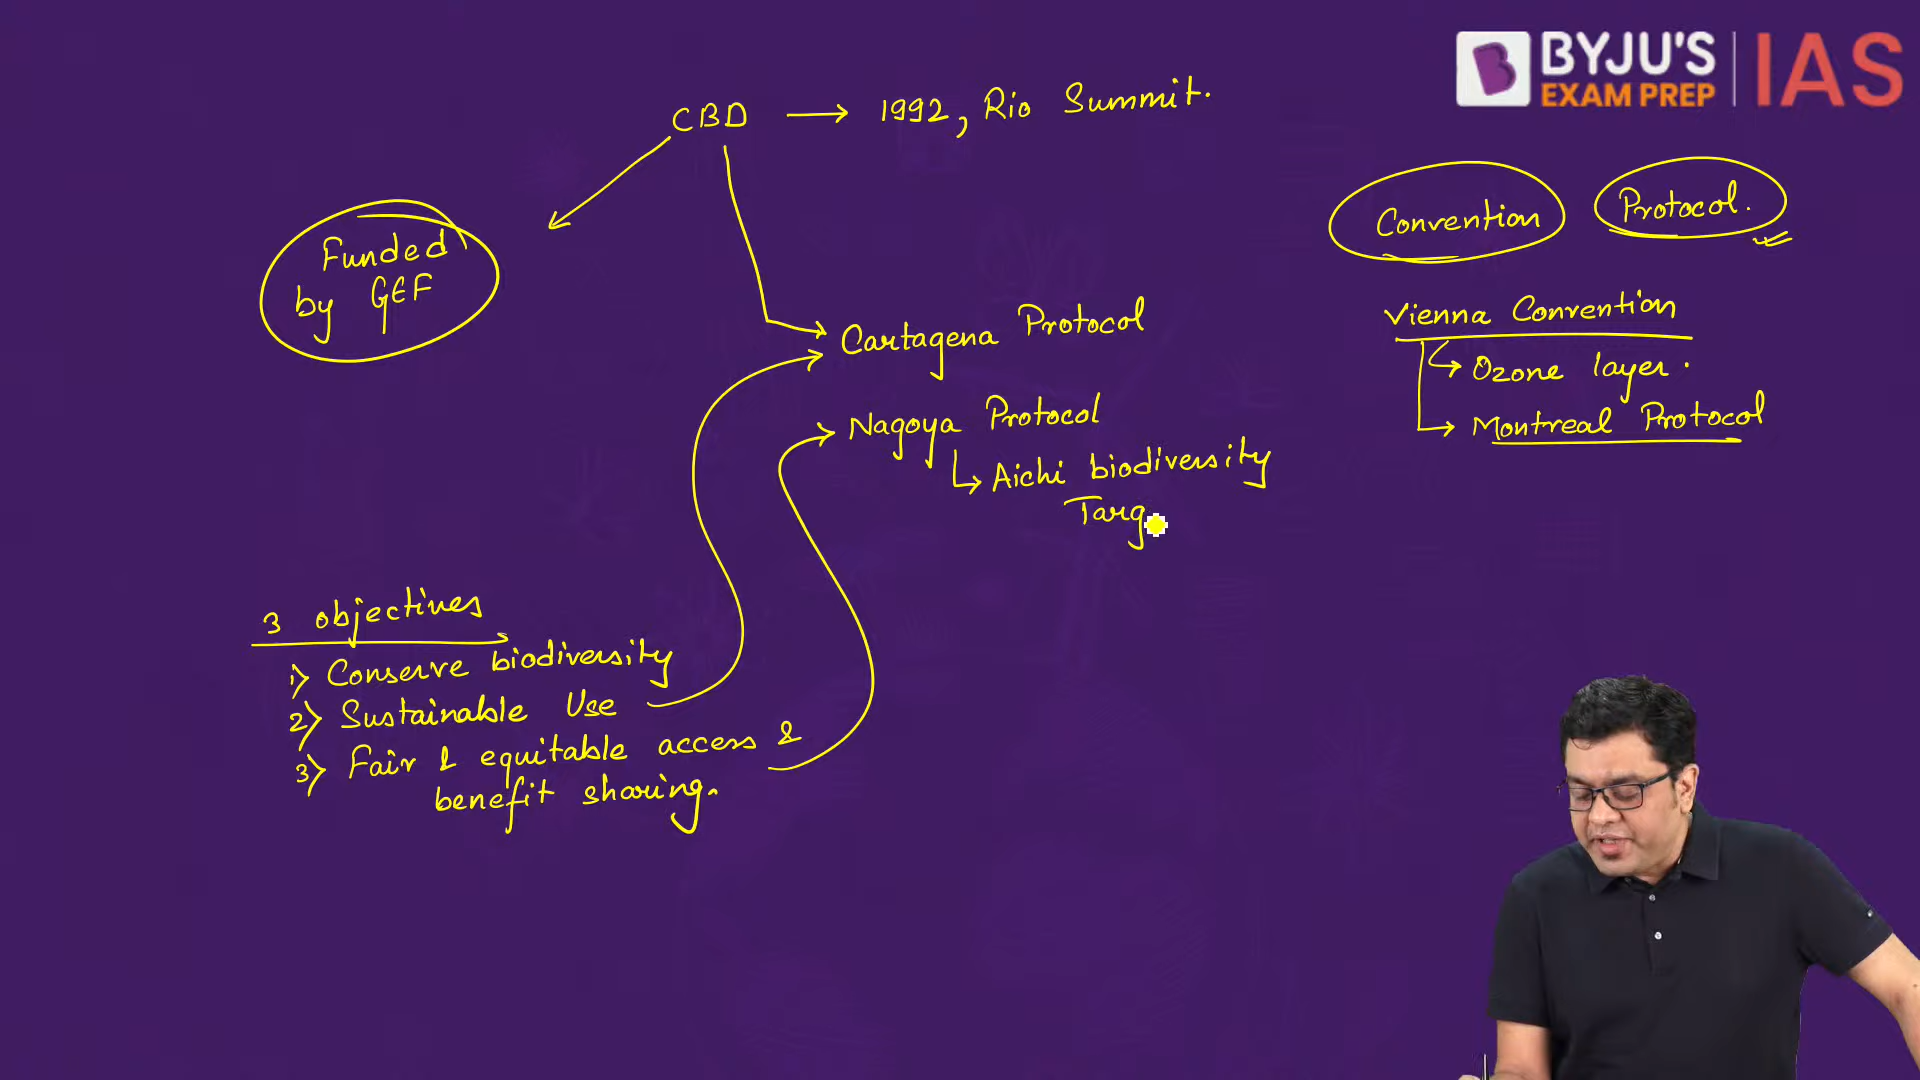 BYJU'S
EXAM PREP
IAS
CBD → 1992, Rio Summit.
Convention
Protocol.
Funded
by GEF
Vienna Convention
Ozone layer.
Montreal Protocol
Cartagena Protocol
Nagoya Protocol
Aichi biodiversity
Targ
3 objectives
1) Conserve biodiversity
2) Sustainable Use
3) Fair & equitable access &
benefit sharing.